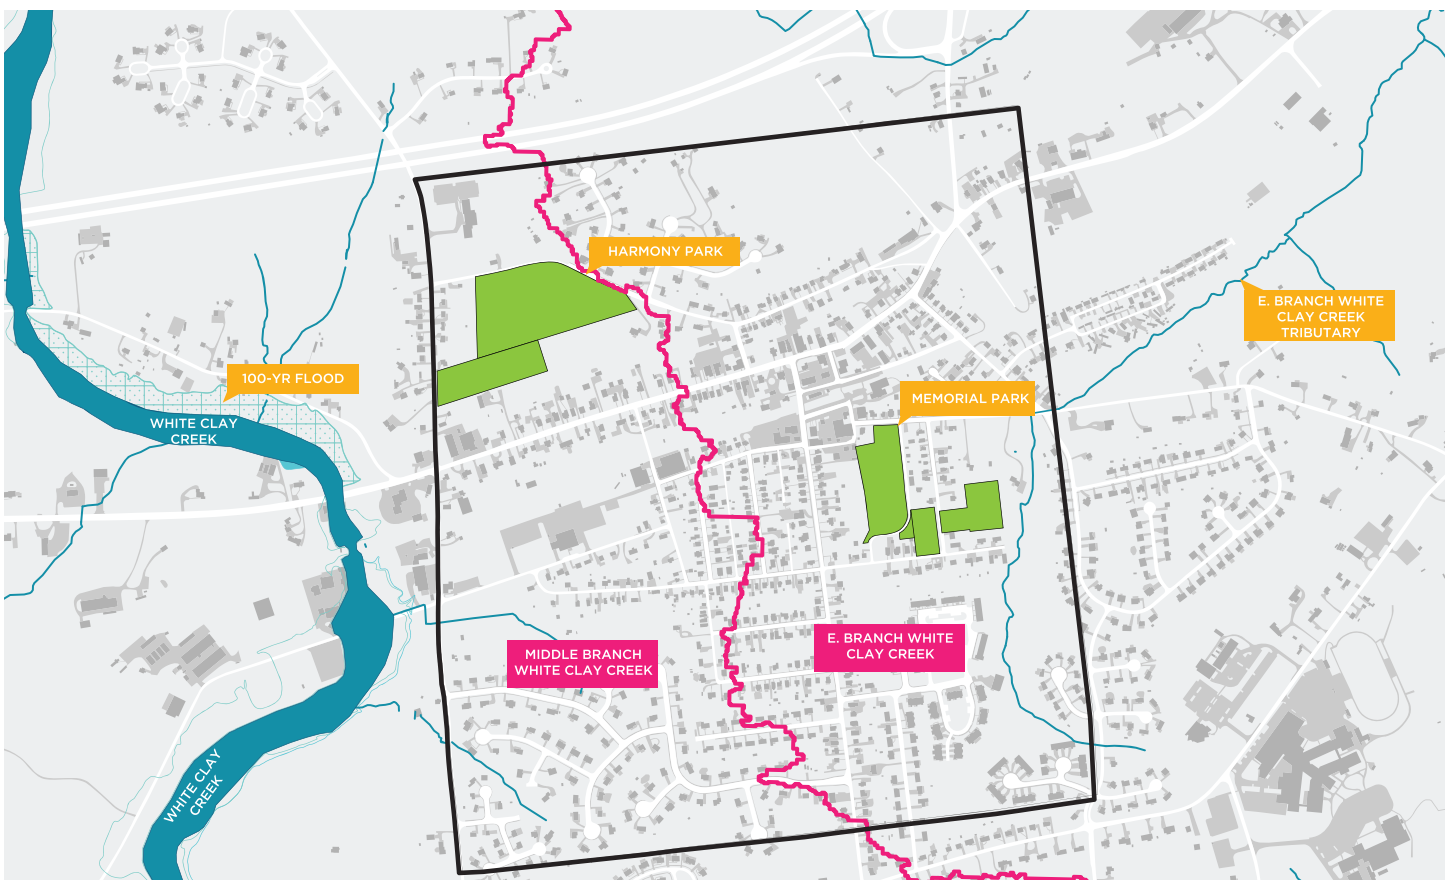 HARMONY PARK
E. BRANCH WHITE
CLAY CREEK
TRIBUTARY
100-YR FLOOD
MEMORIAL PARK
WHITE CLAY
CREEK
E. BRANCH WHITE
CLAY CREEK
MIDDLE BRANCH
WHITE CLAY CREEK
WHITE CLAY
CREEK